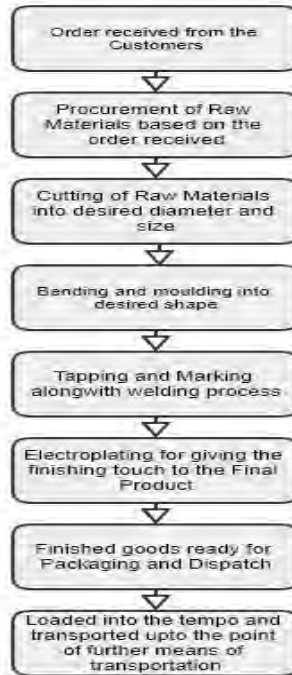 Order received from the
Customers
Procurement of Raw
Materials based on the
order received
Cutting of Raw Materials
into desired diameter and
size
Bending and moulding into
desired shape
Tapping and Marking
alongwith welding process
Electroplating for giving the
finishing touch to the Final
Product
Finished goods ready for
Packaging and Dispatch
Loaded into the tempo and
transported upto the point
of further means of
transportation